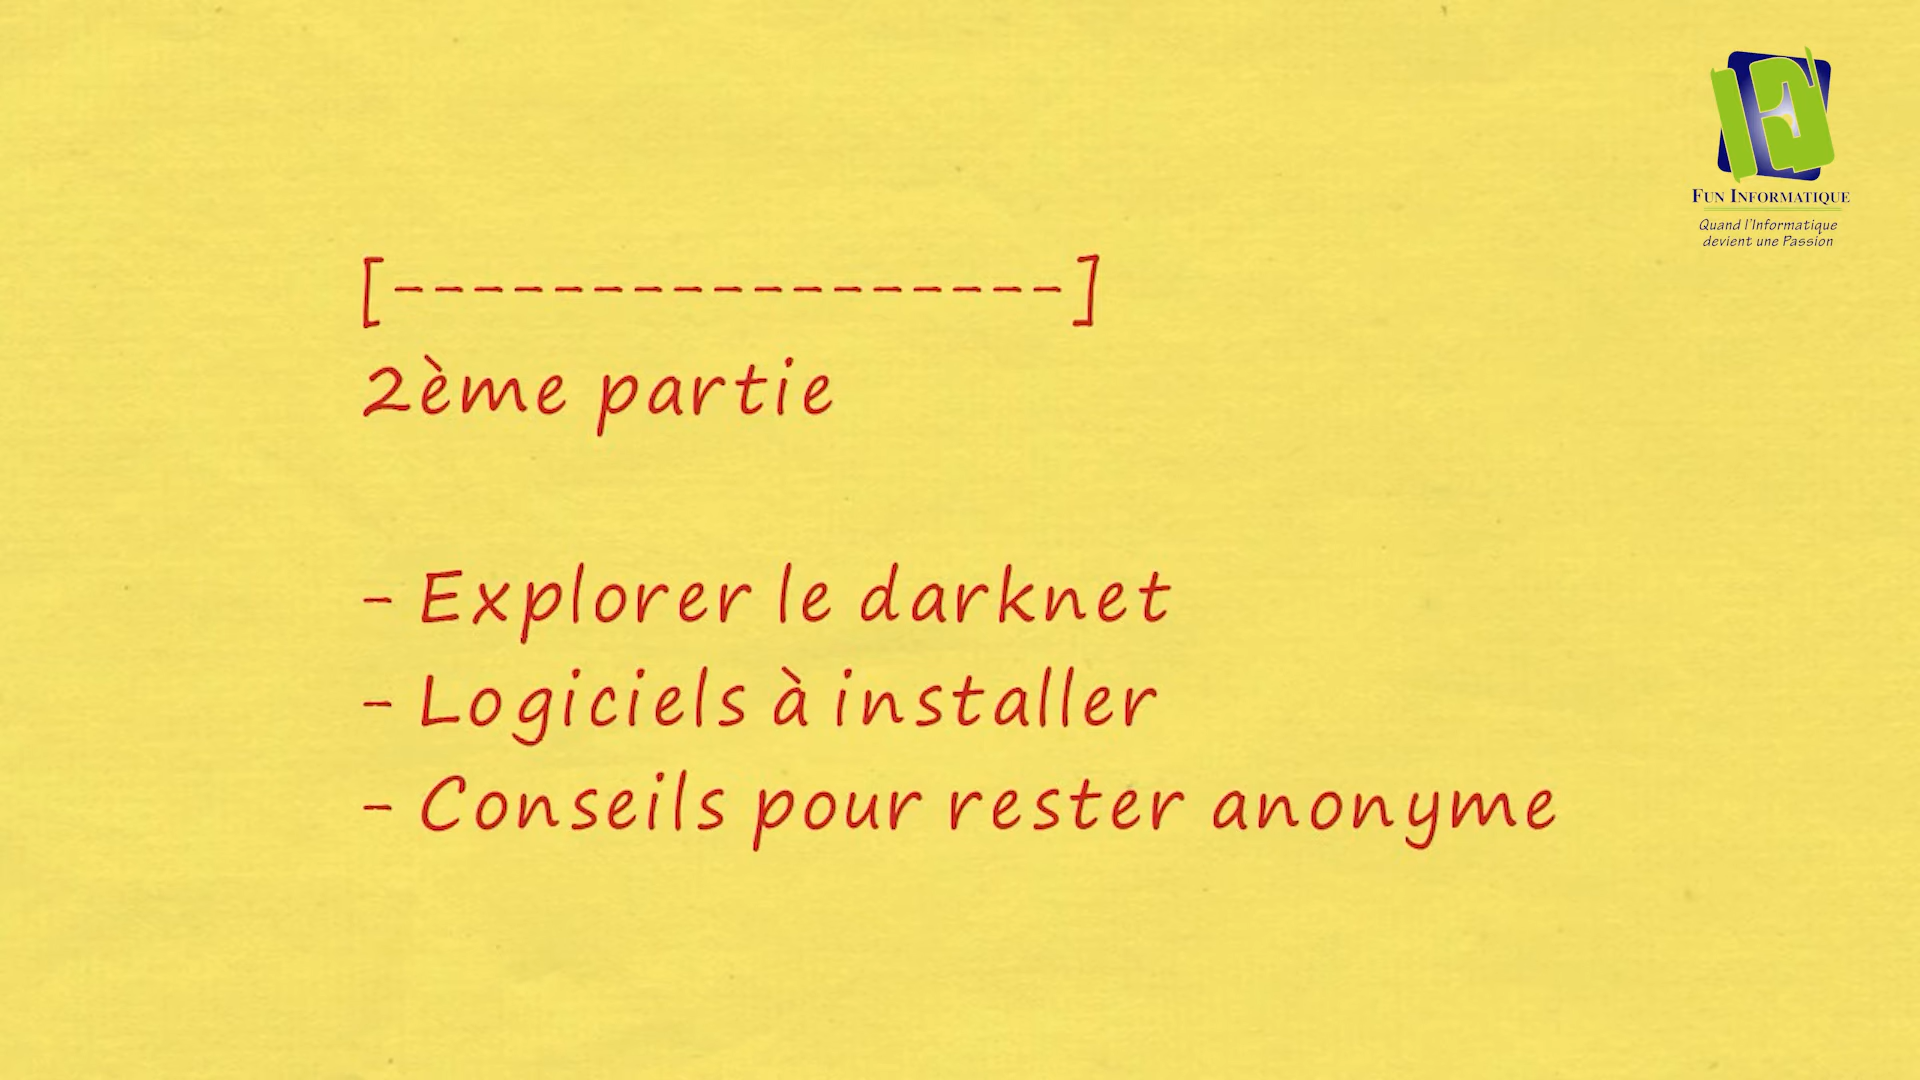 FUN INFORMATIQUE
Quand l'Informatique
devient une Passion
[-----------------]
2ème partie
- Explorer le darknet
- Logiciels à installer
- Conseils pour rester anonyme